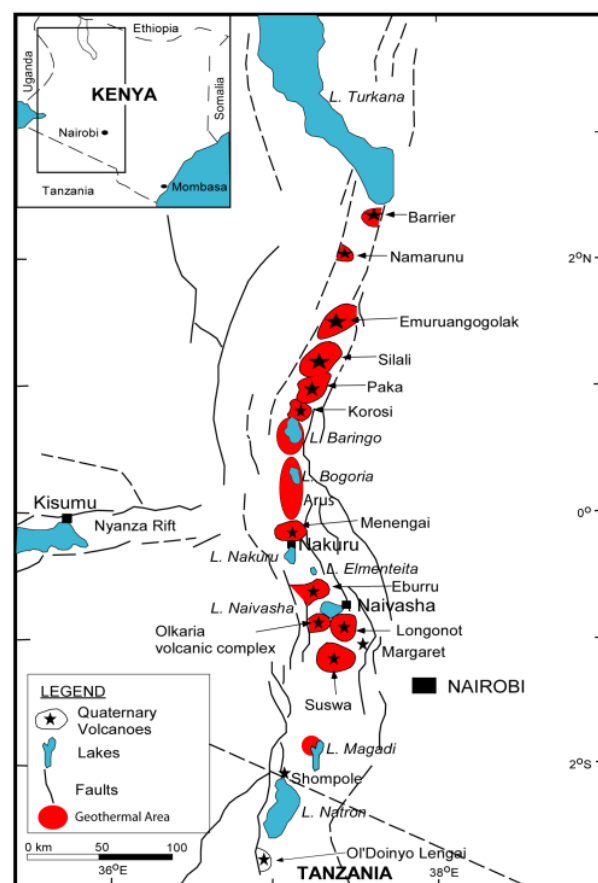 Ethiopia
Uganda
KENYA
Somalia
Nairobi
Tanzania
Mombasa
L. Turkana
Barrier
Namarunu
2°N
Emuruangogolak
Silali
Paka
Korosi
L. Baringo
L. Bogoria
Arus
Kisumu
0°
Nyanza Rift
Menengai
Nakuru
L. Nakuru
L. Elmenteita
Eburru
L. Naivasha
Naivasha
Olkaria
volcanic complex
Longonot
Margaret
NAIROBI
Suswa
LEGEND
Quaternary
Volcanoes
Lakes
Faults
Geothermal Area
L. Magadi
2°S
Shompole
L. Natron
0 km 50 100
Ol'Doinyo Lengai
36°E
TANZANIA
38°E